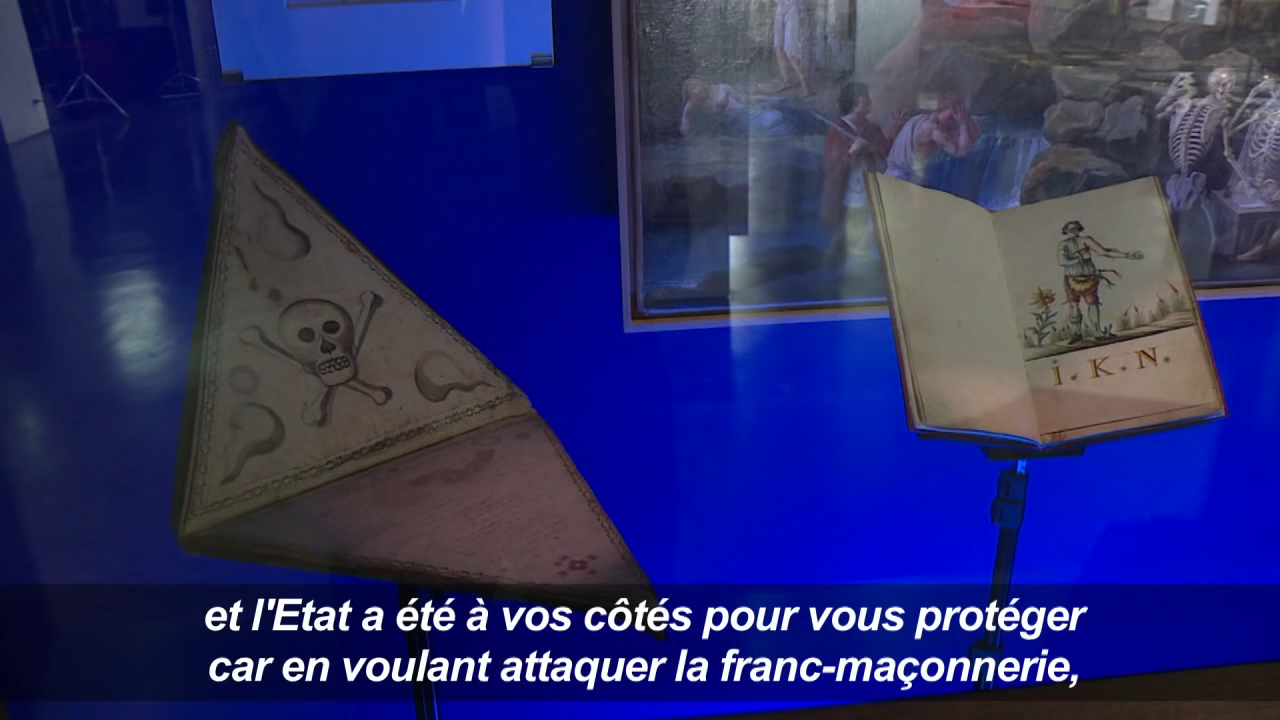 i. K. N.
et l'Etat a été à vos côtés pour vous protéger
car en voulant attaquer la franc-maçonnerie,